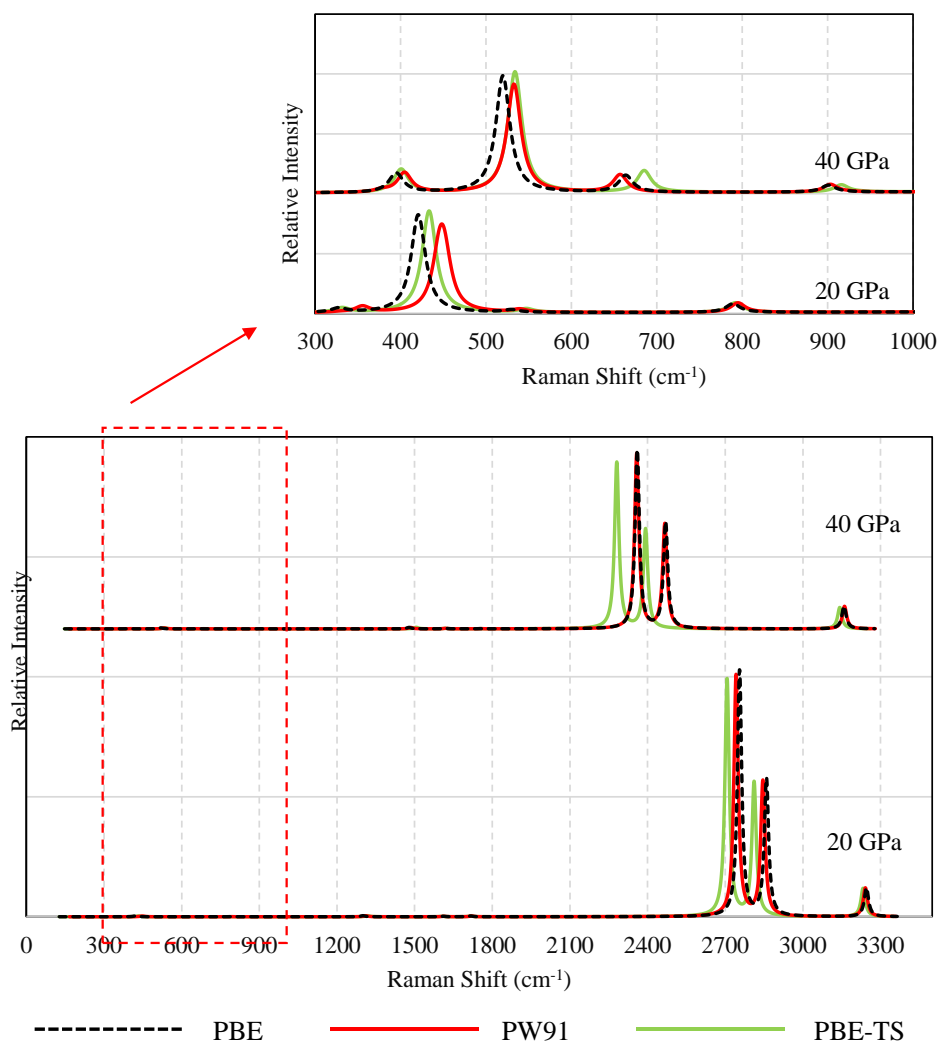 Relative Intensity
40 GPa
20 GPa
300 400 500 600 700 800 900 1000
Raman Shift (cm-1)
Relative Intensity
40 GPa
20 GPa
0 300 600 900 1200 1500 1800 2100 2400 2700 3000 3300
Raman Shift (cm-1)
PBE PW91 PBE-TS